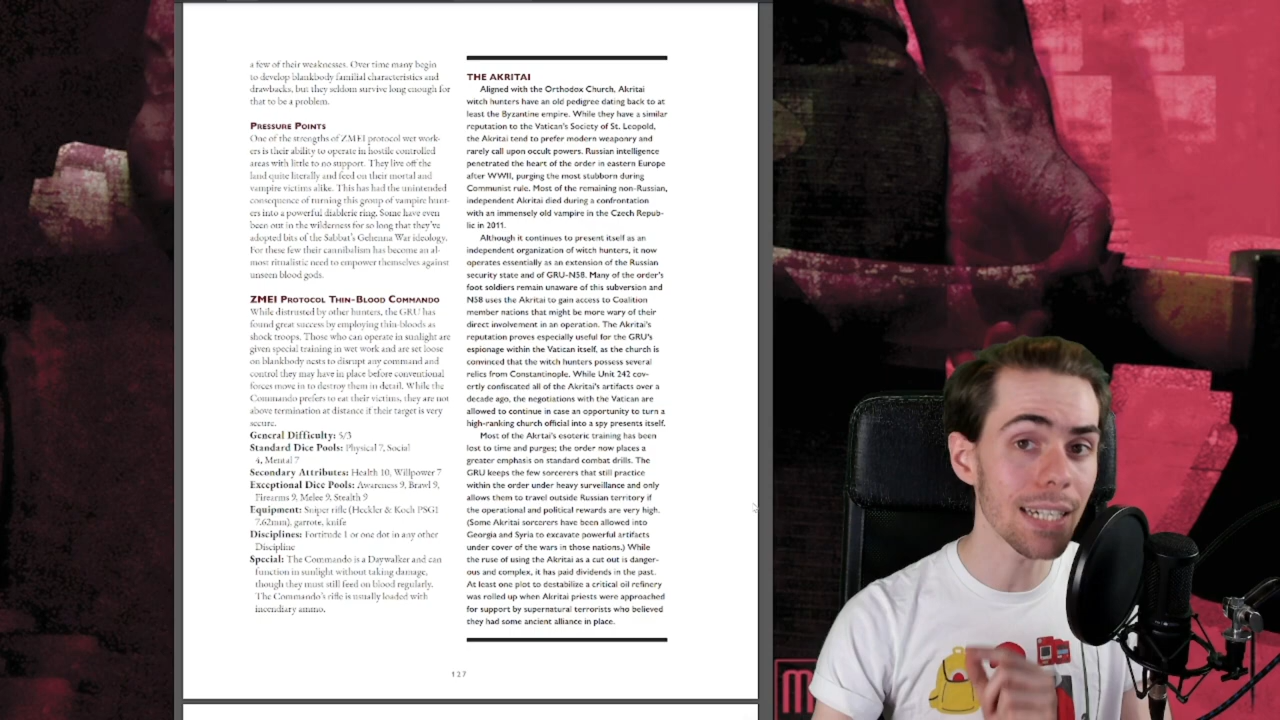 a few of their weaknesses. Over time many begin
to develop blankbody familial characteristics and
drawbacks, but they seldom survive long enough for
that to be a problem.
Pressure Points
One of the strengths of ZMEI protocol wet work-
ers is their ability to operate in hostile controlled
areas with little to no support. They live off the
land quite literally and feed on their mortal and
vampire victims alike. This has had the unintended
consequence of turning this group of vampire hunt-
ers into a powerful diableric ring. Some have even
been out in the wilderness for so long that they've
adopted bits of the Sabbat's Gehenna War ideology.
For these few their cannibalism has become an al-
most ritualistic need to empower themselves against
unseen blood gods.
ZMEI Protocol Thin-Blood Commando
While distrusted by other hunters, the GRU has
found great success by employing thin-bloods as
shock troops. Those who can operate in sunlight are
given special training in wet work and are set loose
on blankbody nests to disrupt any command and
control they may have in place before conventional
forces move in to destroy them in detail. While the
Commando prefers to eat their victims, they are not
above termination at distance if their target is very
secure.
General Difficulty: 5/3
Standard Dice Pools: Physical 7, Social
4, Mental 7
Secondary Attributes: Health 10, Willpower 7
Exceptional Dice Pools: Awareness 9, Brawl 9,
Firearms 9, Melee 9, Stealth 9
Equipment: Sniper rifle (Heckler & Koch PSG1
7.62mm), garrote, knife
Disciplines: Fortitude 1 or one dot in any other
Discipline
Special: The Commando is a Daywalker and can
function in sunlight without taking damage,
though they must still feed on blood regularly.
The Commando's rifle is usually loaded with
incendiary ammo.
THE AKRITAI
Aligned with the Orthodox Church, Akritai
witch hunters have an old pedigree dating back to at
least the Byzantine empire. While they have a similar
reputation to the Vatican's Society of St. Leopold,
the Akritai tend to prefer modern weaponry and
rarely call upon occult powers. Russian intelligence
penetrated the heart of the order in eastern Europe
after WWII, purging the most stubborn during
Communist rule. Most of the remaining non-Russian,
independent Akritai died during a confrontation
with an immensely old vampire in the Czech Repub-
lic in 2011.
Although it continues to present itself as an
independent organization of witch hunters, it now
operates essentially as an extension of the Russian
security state and of GRU-N58. Many of the order's
foot soldiers remain unaware of this subversion and
N58 uses the Akritai to gain access to Coalition
member nations that might be more wary of their
direct involvement in an operation. The Akritai's
reputation proves especially useful for the GRU's
espionage within the Vatican itself, as the church is
convinced that the witch hunters possess several
relics from Constantinople. While Unit 242 cov-
ertly confiscated all of the Akritai's artifacts over a
decade ago, the negotiations with the Vatican are
allowed to continue in case an opportunity to turn a
high-ranking church official into a spy presents itself.
Most of the Akrtai's esoteric training has been
lost to time and purges; the order now places a
greater emphasis on standard combat drills. The
GRU keeps the few sorcerers that still practice
within the order under heavy surveillance and only
allows them to travel outside Russian territory if
the operational and political rewards are very high.
(Some Akritai sorcerers have been allowed into
Georgia and Syria to excavate powerful artifacts
under cover of the wars in those nations.) While
the ruse of using the Akritai as a cut out is danger-
ous and complex, it has paid dividends in the past.
At least one plot to destabilize a critical oil refinery
was rolled up when Akritai priests were approached
for support by supernatural terrorists who believed
they had some ancient alliance in place.
127